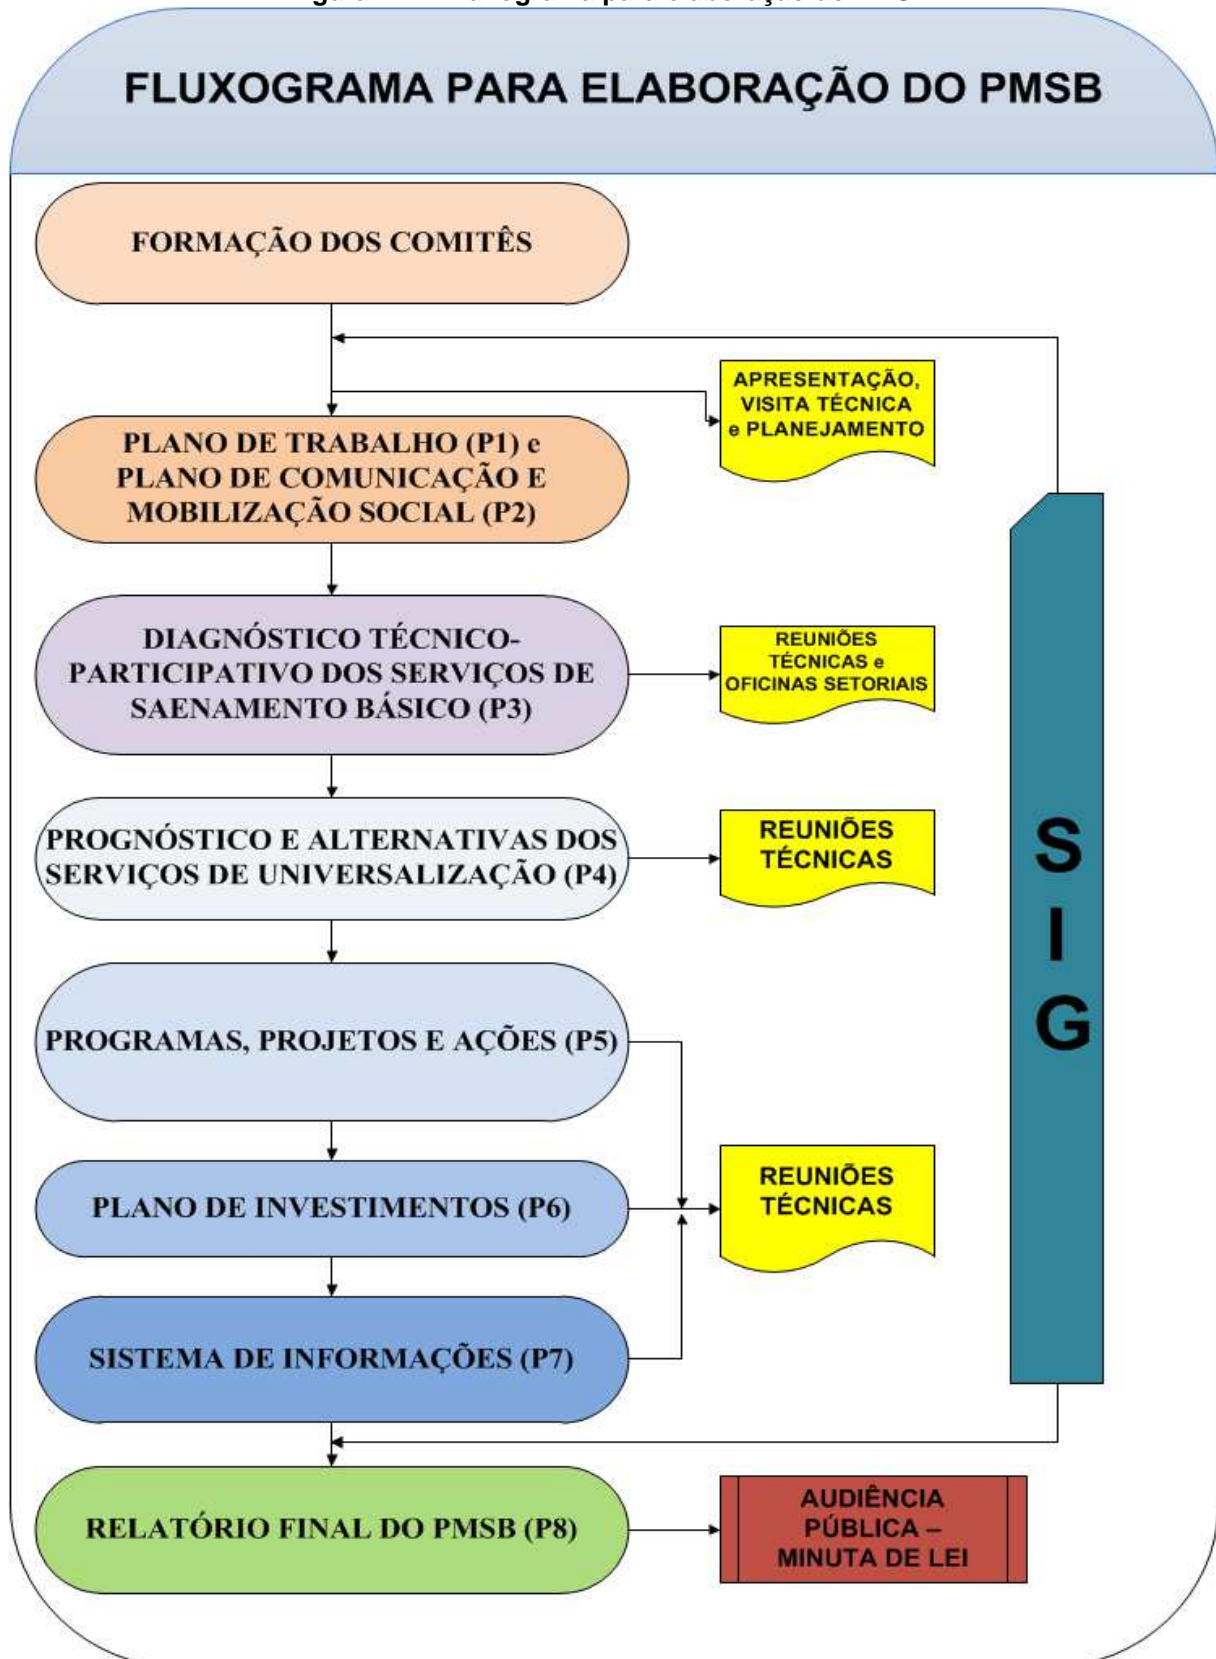 FLUXOGRAMA PARA ELABORAÇÃO DO PMSB
FORMAÇÃO DOS COMITÊS
APRESENTAÇÃO,
VISITA TÉCNICA
e PLANEJAMENTO
PLANO DE TRABALHO (P1) e
PLANO DE COMUNICAÇÃO E
MOBILIZAÇÃO SOCIAL (P2)
DIAGNÓSTICO TÉCNICO-
PARTICIPATIVO DOS SERVIÇOS DE
SAENAMENTO BÁSICO (P3)
REUNIÕES
TÉCNICAS e
OFICINAS SETORIAIS
PROGNÓSTICO E ALTERNATIVAS DOS
SERVIÇOS DE UNIVERSALIZAÇÃO (P4)
REUNIÕES
TÉCNICAS
S
I
G
PROGRAMAS, PROJETOS E AÇÕES (P5)
PLANO DE INVESTIMENTOS (P6)
REUNIÕES
TÉCNICAS
SISTEMA DE INFORMAÇÕES (P7)
RELATÓRIO FINAL DO PMSB (P8)
AUDIÊNCIA
PÚBLICA –
MINUTA DE LEI